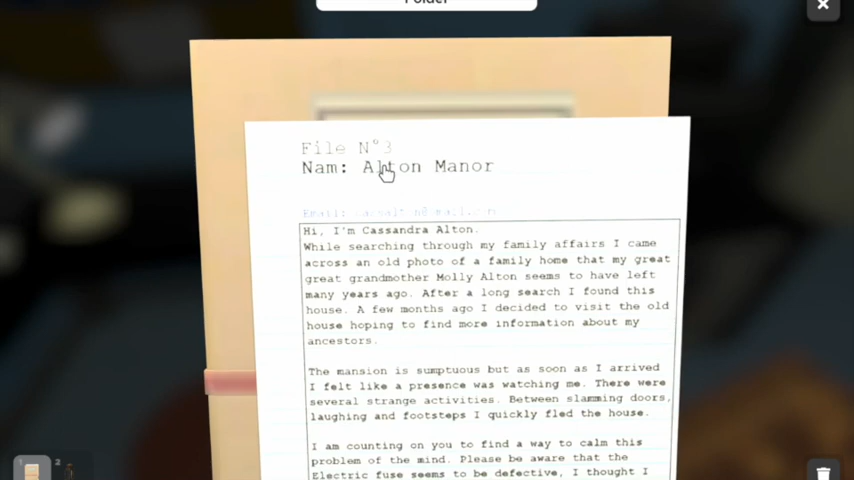 Folder
File N°3
Nam: Alton Manor
Email:
Hi, I'm Cassandra Alton.
While searching through my family affairs I came
across an old photo of a family home that my great
great grandmother Molly Alton seems to have left
many years ago. After a long search I found this
house. A few months ago I decided to visit the old
house hoping to find more information about my
ancestors.
The mansion is sumptuous but as soon as I arrived
I felt like a presence was watching me. There were
several strange activities. Between slamming doors,
laughing and footsteps I quickly fled the house.
I am counting on you to find a way to calm this
problem of the mind. Please be aware that the
Electric fuse seems to be defective, I thought I
1 2